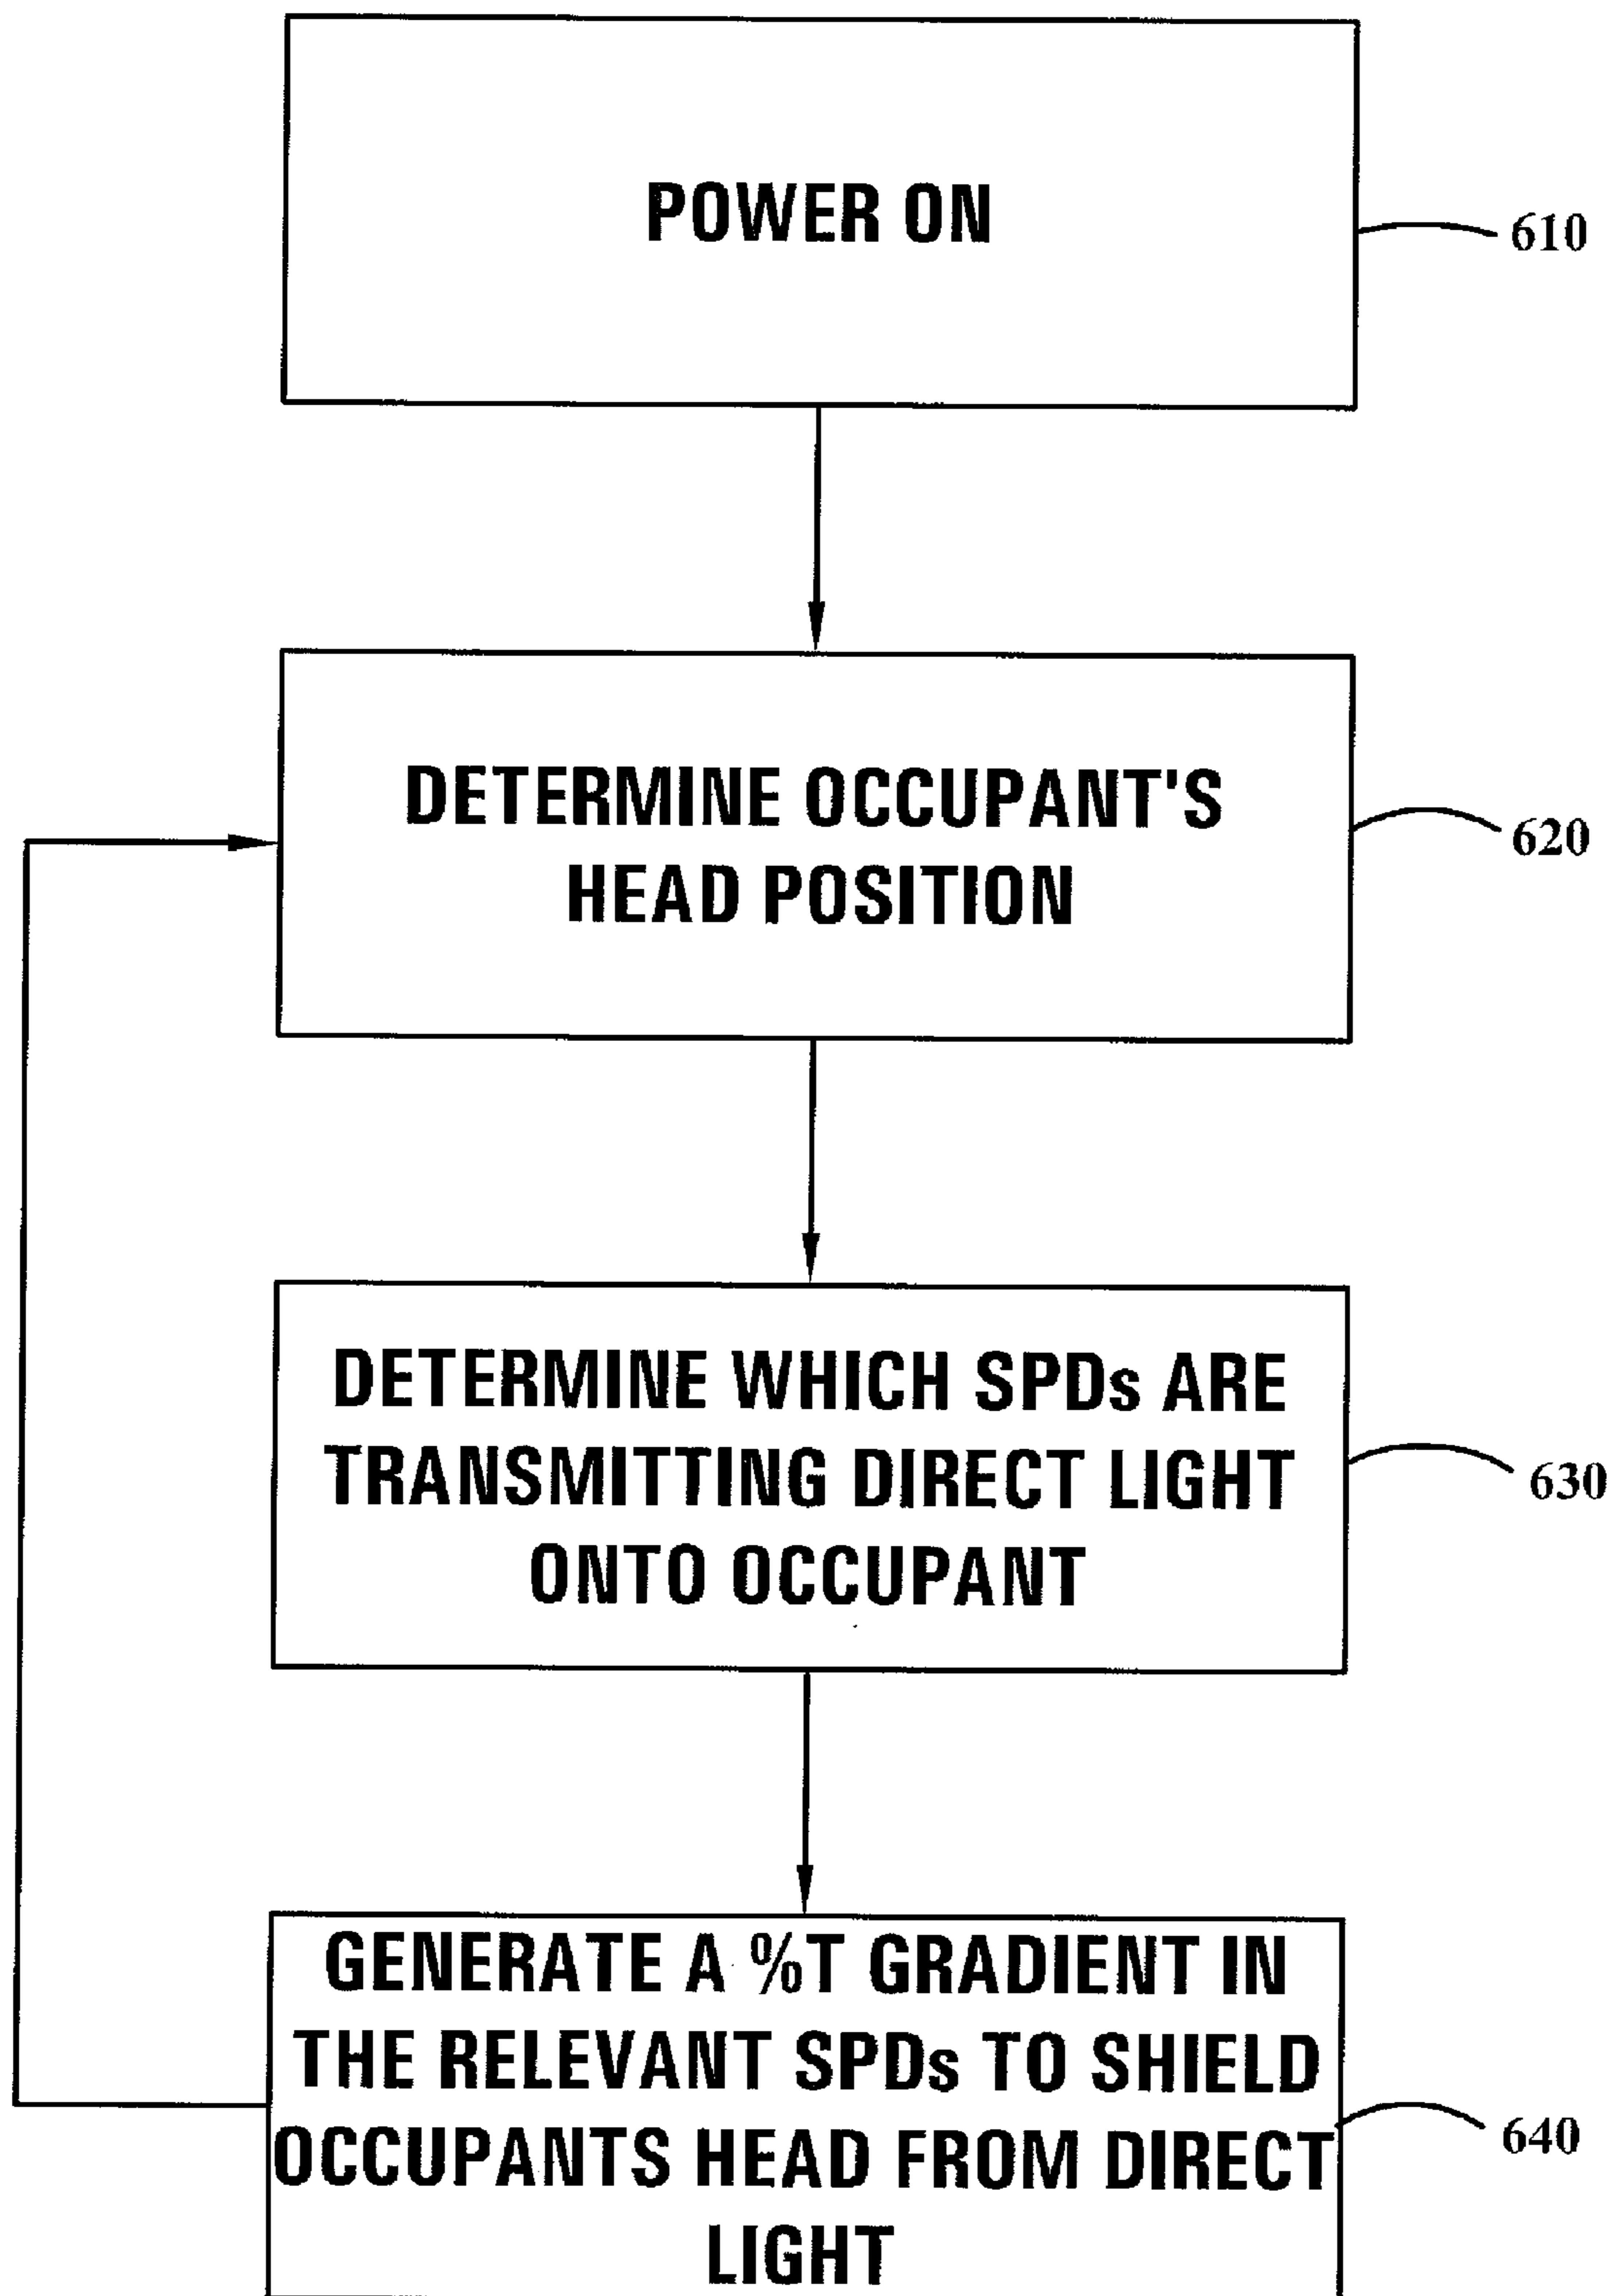 POWER ON
610
DETERMINE OCCUPANT'S
HEAD POSITION
620
DETERMINE WHICH SPDs ARE
TRANSMITTING DIRECT LIGHT
ONTO OCCUPANT
630
GENERATE A %T GRADIENT IN
THE RELEVANT SPDs TO SHIELD
OCCUPANTS HEAD FROM DIRECT
LIGHT
640